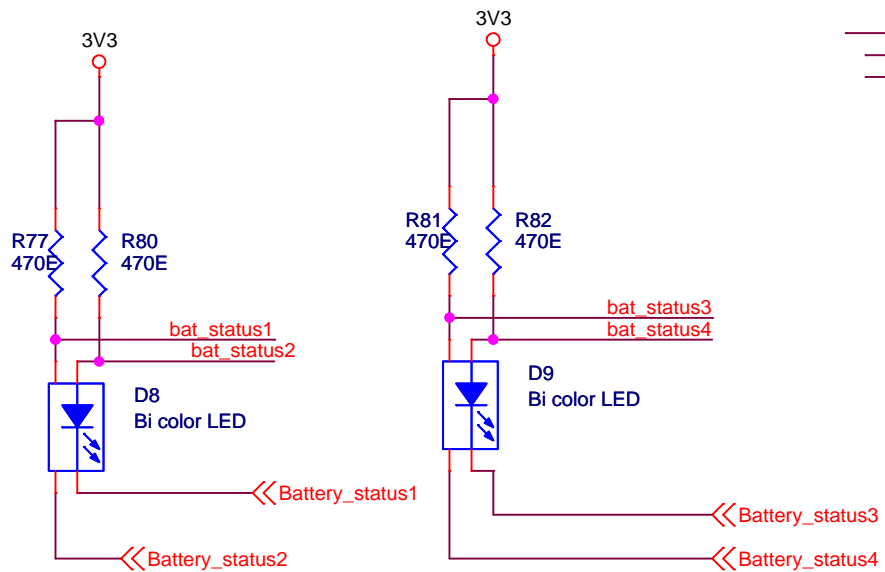 3V3
R77
470E
R80
470E
bat_status1
bat_status2
D8
Bi color LED
Battery_status1
Battery_status2
3V3
R81
470E
R82
470E
bat_status3
bat_status4
D9
Bi color LED
Battery_status3
Battery_status4